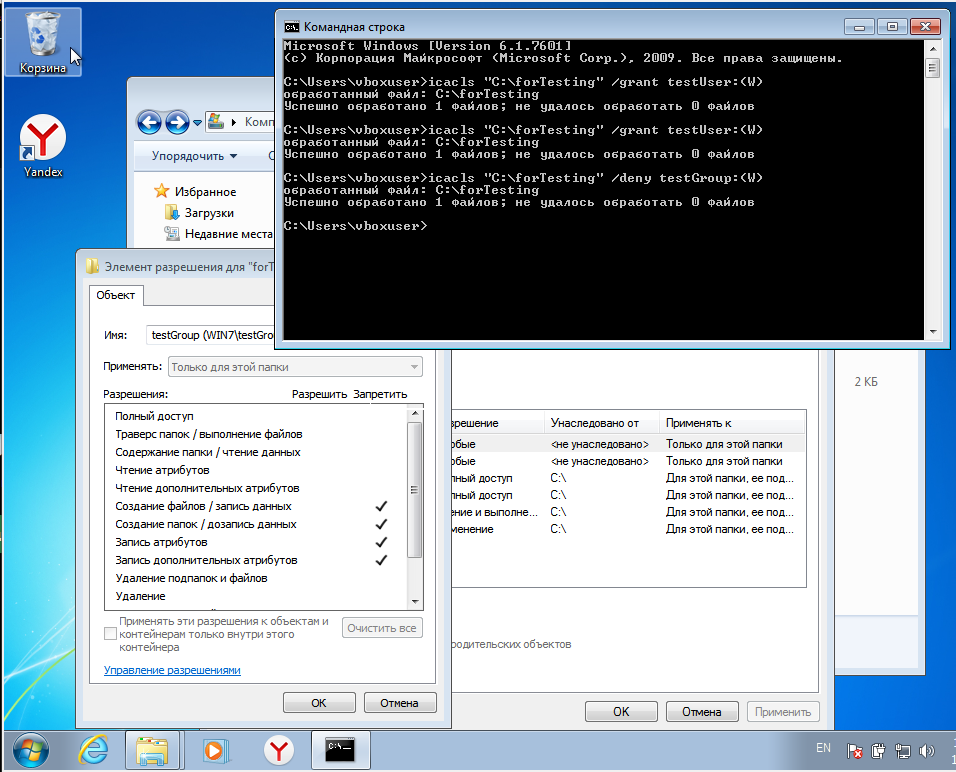 Корзина
Yandex
Командная строка
Microsoft Windows [Version 6.1.7601]
(c) Корпорация Майкрософт (Microsoft Corp.), 2009. Все права защищены.
C:\Users\vboxuser>icacls "C:\forTesting" /grant testUser:(W)
обработанный файл: C:\forTesting
Успешно обработано 1 файлов; не удалось обработать 0 файлов
C:\Users\vboxuser>icacls "C:\forTesting" /grant testUser:(W)
обработанный файл: C:\forTesting
Успешно обработано 1 файлов; не удалось обработать 0 файлов
C:\Users\vboxuser>icacls "C:\forTesting" /deny testGroup:(W)
обработанный файл: C:\forTesting
Успешно обработано 1 файлов; не удалось обработать 0 файлов
C:\Users\vboxuser>
Комп
Упорядочить
Избранное
Загрузки
Недавние места
Элемент разрешения для "forT
Объект
Имя: testGroup (WIN7\testGro
Применять: Только для этой папки
Разрешения: Разрешить Запретить
Полный доступ
Траверс папок / выполнение файлов
Содержание папки / чтение данных
Чтение атрибутов
Чтение дополнительных атрибутов
Создание файлов / запись данных
Создание папок / дозапись данных
Запись атрибутов
Запись дополнительных атрибутов
Удаление подпапок и файлов
Удаление
Применять эти разрешения к объектам и
контейнерам только внутри этого
контейнера
Очистить все
Управление разрешениями
ОК Отмена
2 КБ
зрешение Унаследовано от Применять к
обые <не унаследовано> Только для этой папки
обые <не унаследовано> Только для этой папки
лный доступ C:\ Для этой папки, ее под...
лный доступ C:\ Для этой папки, ее под...
ение и выполне... C:\ Для этой папки, ее под...
менение C:\ Для этой папки, ее под...
родительских объектов
ОК Отмена Применить
EN